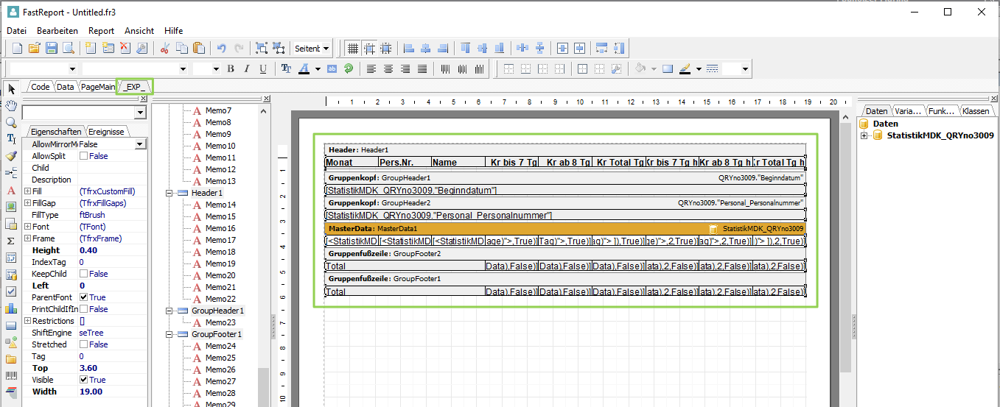 FastReport - Untitled.fr3
Datei Bearbeiten Report Ansicht Hilfe
Seitenb
B I U
ab
Code Data PageMain _EXP_
Eigenschaften Ereignisse
AllowMirrorMo False
AllowSplit False
Child
Description
Fill (TfrxCustomFill)
FillGap (TfrxFillGaps)
FillType ftBrush
Font (TFont)
Frame (TfrxFrame)
Height 0.40
IndexTag 0
KeepChild False
Left 0
ParentFont True
PrintChildIfIn False
Restrictions []
ShiftEngine seTree
Stretched False
Tag 0
Top 3.60
Visible True
Width 19.00
Memo7
Memo8
Memo9
Memo10
Memo11
Memo12
Memo13
Header1
Memo14
Memo15
Memo16
Memo17
Memo18
Memo19
Memo20
Memo21
Memo22
GroupHeader1
Memo23
GroupFooter1
Memo24
Memo25
Memo26
Memo27
Memo28
Memo29
1 2 3 4 5 6 7 8 9 10 11 12 13 14 15 16 17 18 19 20
1
2
3
4
5
6
7
8
9
10
Header: Header1
Monat Pers.Nr. Name Kr bis 7 Tg Kr ab 8 Tg Kr Total Tg Kr bis 7 Tg h Kr ab 8 Tg h Kr Total Tg h
Gruppenkopf: GroupHeader1 QRYno3009."Beginndatum"
[StatistikMDK_QRYno3009."Beginndatum"]
Gruppenkopf: GroupHeader2 QRYno3009."Personal_Personalnummer"
[StatistikMDK_QRYno3009."Personal_Personalnummer"]
MasterData: MasterData1 StatistikMDK_QRYno3009
[<StatistikMD [<StatistikMD [<StatistikMD age)">,True)] Tag)">,True)] ag)"> ]),True)] ge)">,2,True)] ag)">,2,True)] )"> ]),2,True)]
Gruppenfußzeile: GroupFooter2
Total Data),False)] Data),False)] Data),False)] ata),2,False)] ata),2,False)] ata),2,False)]
Gruppenfußzeile: GroupFooter1
Total Data),False)] Data),False)] Data),False)] ata),2,False)] ata),2,False)] ata),2,False)]
Daten Varia... Funk... Klassen
Daten
StatistikMDK_QRYno3009